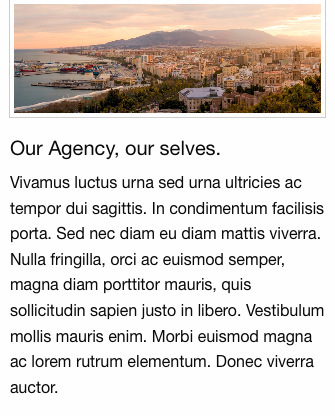 Our Agency, our selves.
Vivamus luctus urna sed urna ultricies ac
tempor dui sagittis. In condimentum facilisis
porta. Sed nec diam eu diam mattis viverra.
Nulla fringilla, orci ac euismod semper,
magna diam porttitor mauris, quis
sollicitudin sapien justo in libero. Vestibulum
mollis mauris enim. Morbi euismod magna
ac lorem rutrum elementum. Donec viverra
auctor.